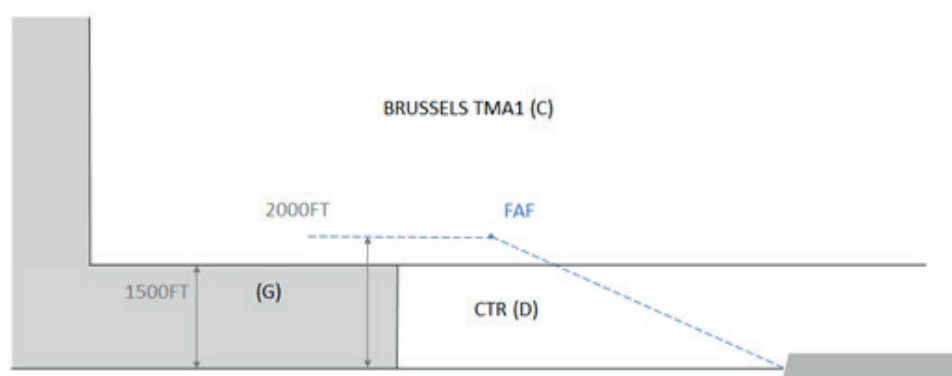 BRUSSELS TMA1 (C)
2000FT
FAF
1500FT
(G)
CTR (D)